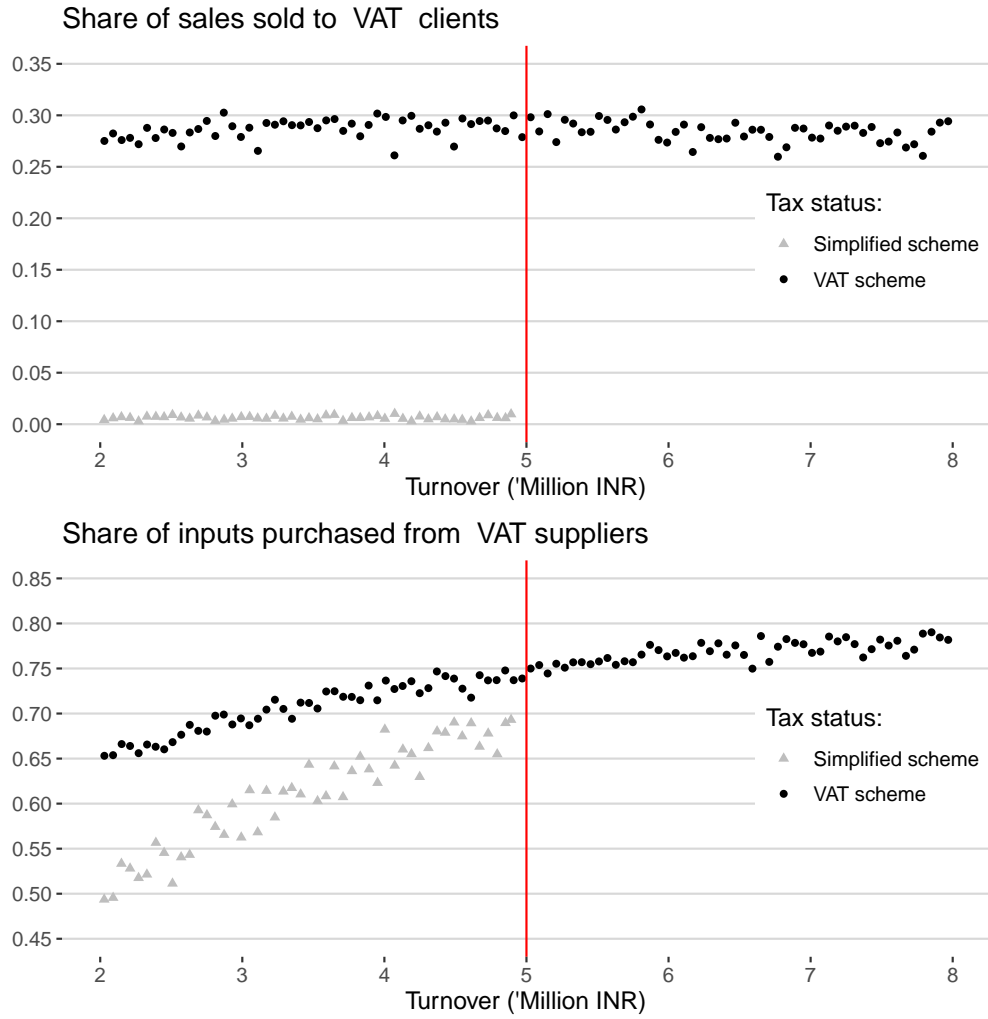 Share of sales sold to  VAT  clients
0.35
0.30
0.25
0.20
0.15
0.10
0.05
0.00
Tax status:
Simplified scheme
VAT scheme
2 3 4 5 6 7 8
Turnover ('Million INR)
Share of inputs purchased from  VAT suppliers
0.85
0.80
0.75
0.70
0.65
0.60
0.55
0.50
0.45
Tax status:
Simplified scheme
VAT scheme
2 3 4 5 6 7 8
Turnover ('Million INR)